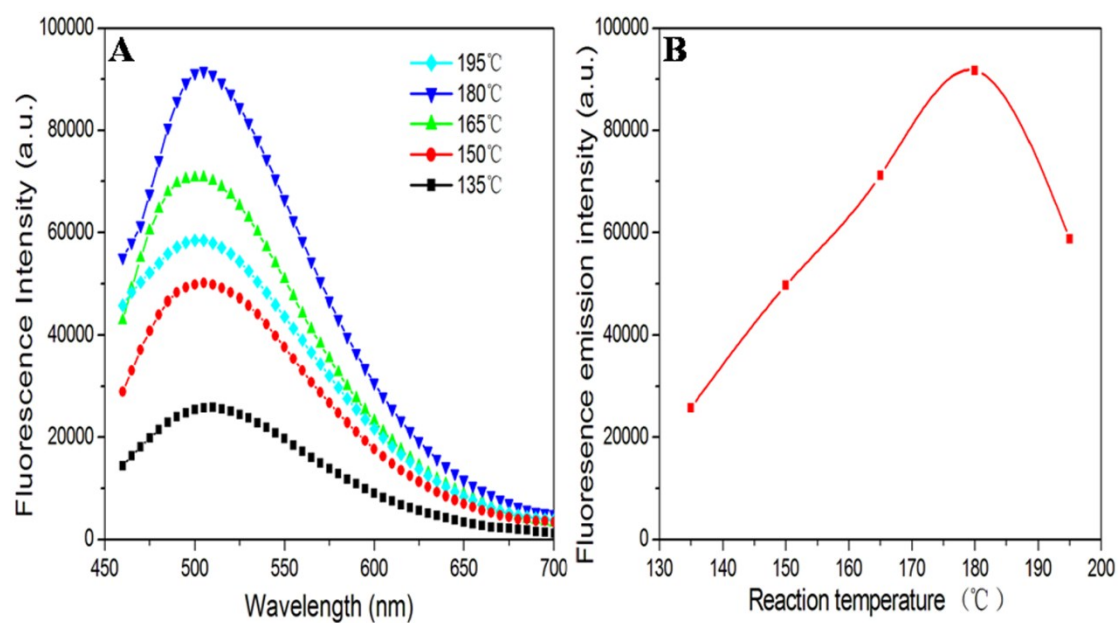 A
Fluorescence Intensity (a.u.)
100000
80000
60000
40000
20000
0
195℃
180℃
165℃
150℃
135℃
450 500 550 600 650 700
Wavelength (nm)
B
Fluoresence emission intensity (a.u.)
100000
80000
60000
40000
20000
0
130 140 150 160 170 180 190 200
Reaction temperature（℃）